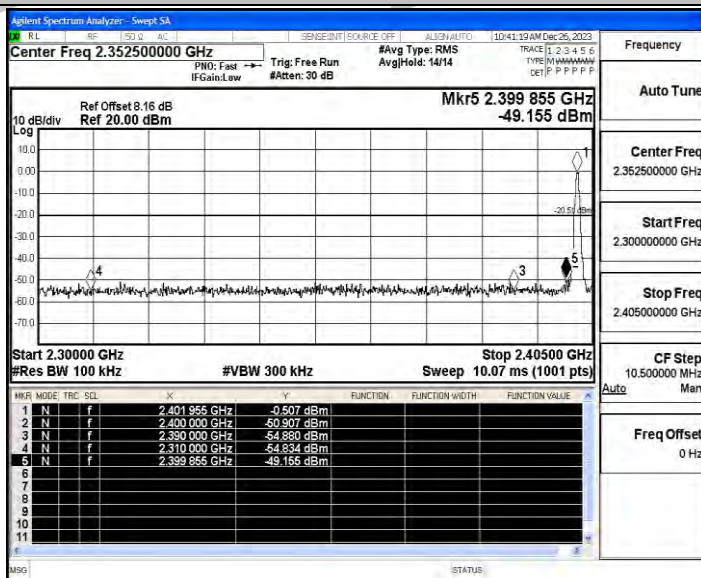 Agilent Spectrum Analyzer - Swept SA
RL RF 50 Ω AC SENSE:INT SOURCE OFF ALIGN AUTO 10:41:19 AM Dec 25, 2023
Center Freq 2.352500000 GHz
PNO: Fast
IFGain:Low
Trig: Free Run
#Atten: 30 dB
#Avg Type: RMS
Avg|Hold: 14/14
TRACE 1 2 3 4 5 6
TYPE M W W W W W
DET P P P P P P
Ref Offset 8.16 dB
10 dB/div Ref 20.00 dBm
Log
Mkr5 2.399 855 GHz
-49.155 dBm
10.0
0.00
-10.0
-20.0
-30.0
-40.0
-50.0
-60.0
-70.0
1
4
3
5
Start 2.30000 GHz Stop 2.40500 GHz
#Res BW 100 kHz #VBW 300 kHz Sweep 10.07 ms (1001 pts)
MKR MODE TRC SCL X Y FUNCTION FUNCTION WIDTH FUNCTION VALUE
1 N f 2.401 955 GHz -0.507 dBm
2 N f 2.400 000 GHz -50.907 dBm
3 N f 2.390 000 GHz -54.880 dBm
4 N f 2.310 000 GHz -54.834 dBm
5 N f 2.399 855 GHz -49.155 dBm
6
7
8
9
10
11
MSG STATUS
Frequency
Auto Tune
Center Freq
2.352500000 GHz
Start Freq
2.300000000 GHz
Stop Freq
2.405000000 GHz
CF Step
10.500000 MHz
Auto Man
Freq Offset
0 Hz